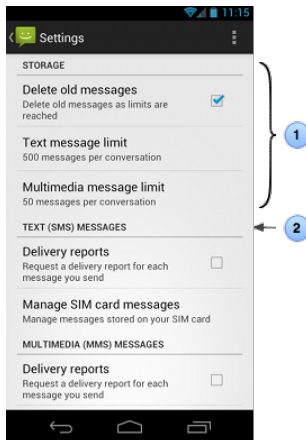 11:15
Settings
STORAGE
Delete old messages
Delete old messages as limits are
reached
1
Text message limit
500 messages per conversation
Multimedia message limit
50 messages per conversation
TEXT (SMS) MESSAGES
2
Delivery reports
Request a delivery report for each
message you send
Manage SIM card messages
Manage messages stored on your SIM card
MULTIMEDIA (MMS) MESSAGES
Delivery reports
Request a delivery report for each
message you send